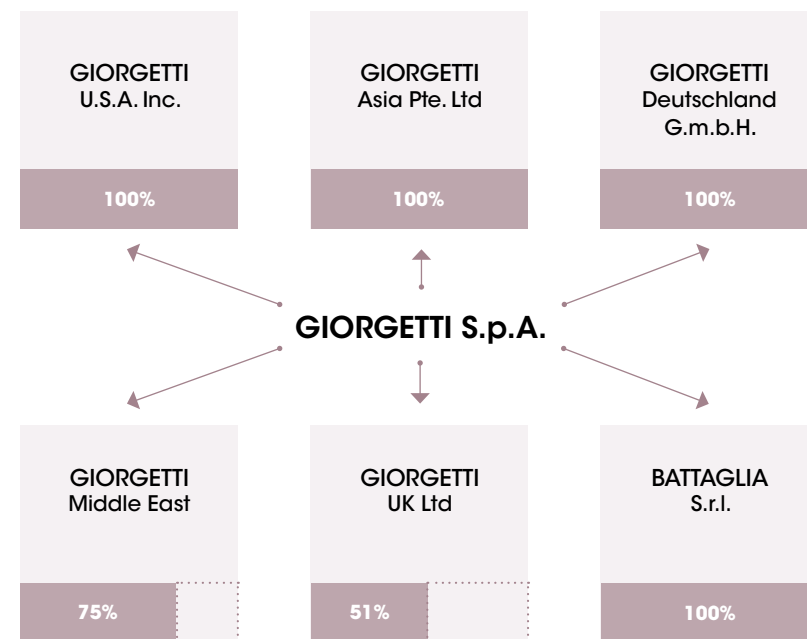 GIORGETTI
U.S.A. Inc.
100%
GIORGETTI
Asia Pte. Ltd
100%
GIORGETTI
Deutschland
G.m.b.H.
100%
GIORGETTI S.p.A.
GIORGETTI
Middle East
75%
GIORGETTI
UK Ltd
51%
BATTAGLIA
S.r.l.
100%